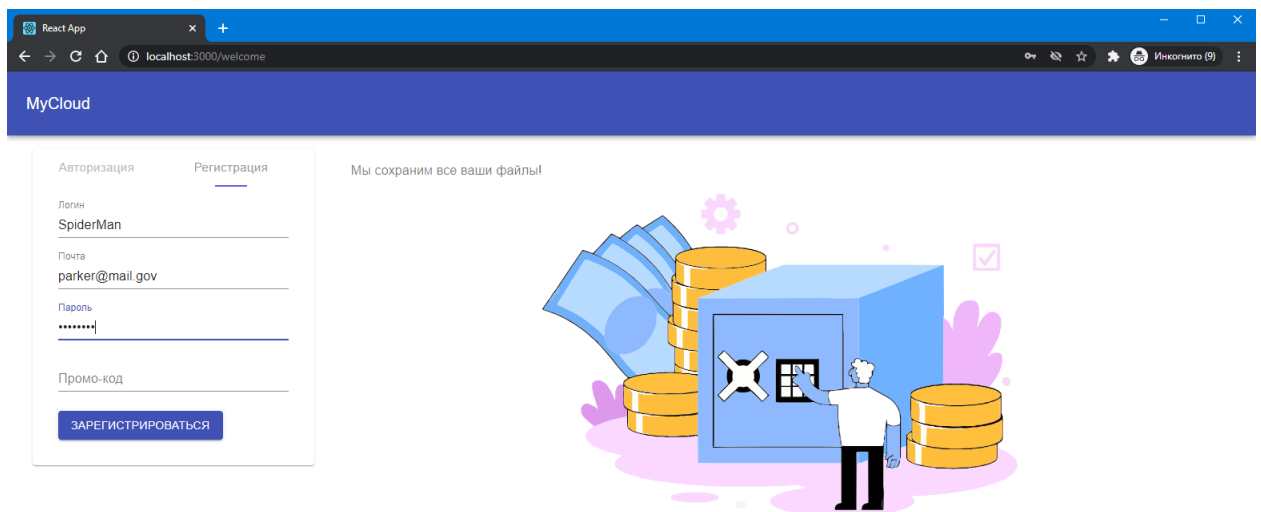 React App
localhost:3000/welcome
Инкогнито (9)
MyCloud
Авторизация Регистрация
Мы сохраним все ваши файлы!
Логин
SpiderMan
Почта
parker@mail.gov
Пароль
••••••••
Промо-код
ЗАРЕГИСТРИРОВАТЬСЯ